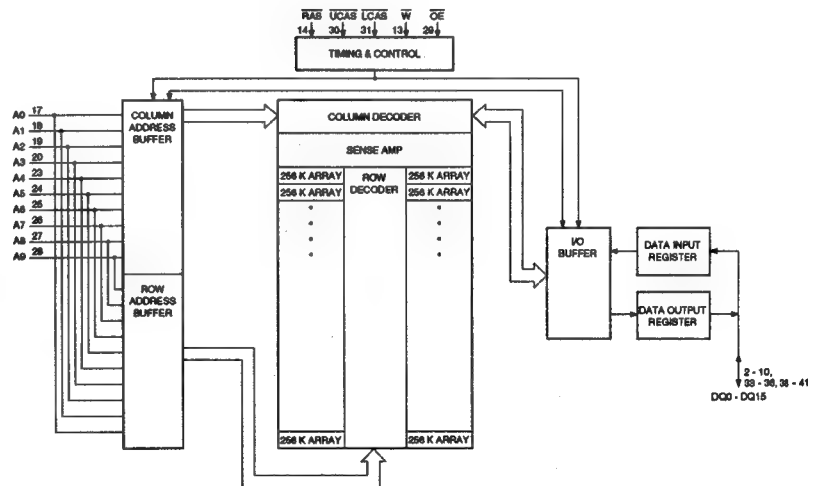 RAS UCAS LCAS W OE
14 30 31 13 29
TIMING & CONTROL
A0 17
A1 18
A2 19
A3 20
A4 23
A5 24
A6 25
A7 26
A8 27
A9 28
COLUMN
ADDRESS
BUFFER
ROW
ADDRESS
BUFFER
COLUMN DECODER
SENSE AMP
256 K ARRAY
256 K ARRAY
ROW
DECODER
256 K ARRAY
256 K ARRAY
256 K ARRAY
256 K ARRAY
I/O
BUFFER
DATA INPUT
REGISTER
DATA OUTPUT
REGISTER
2 - 10,
33 - 36, 38 - 41
DQ0 - DQ15